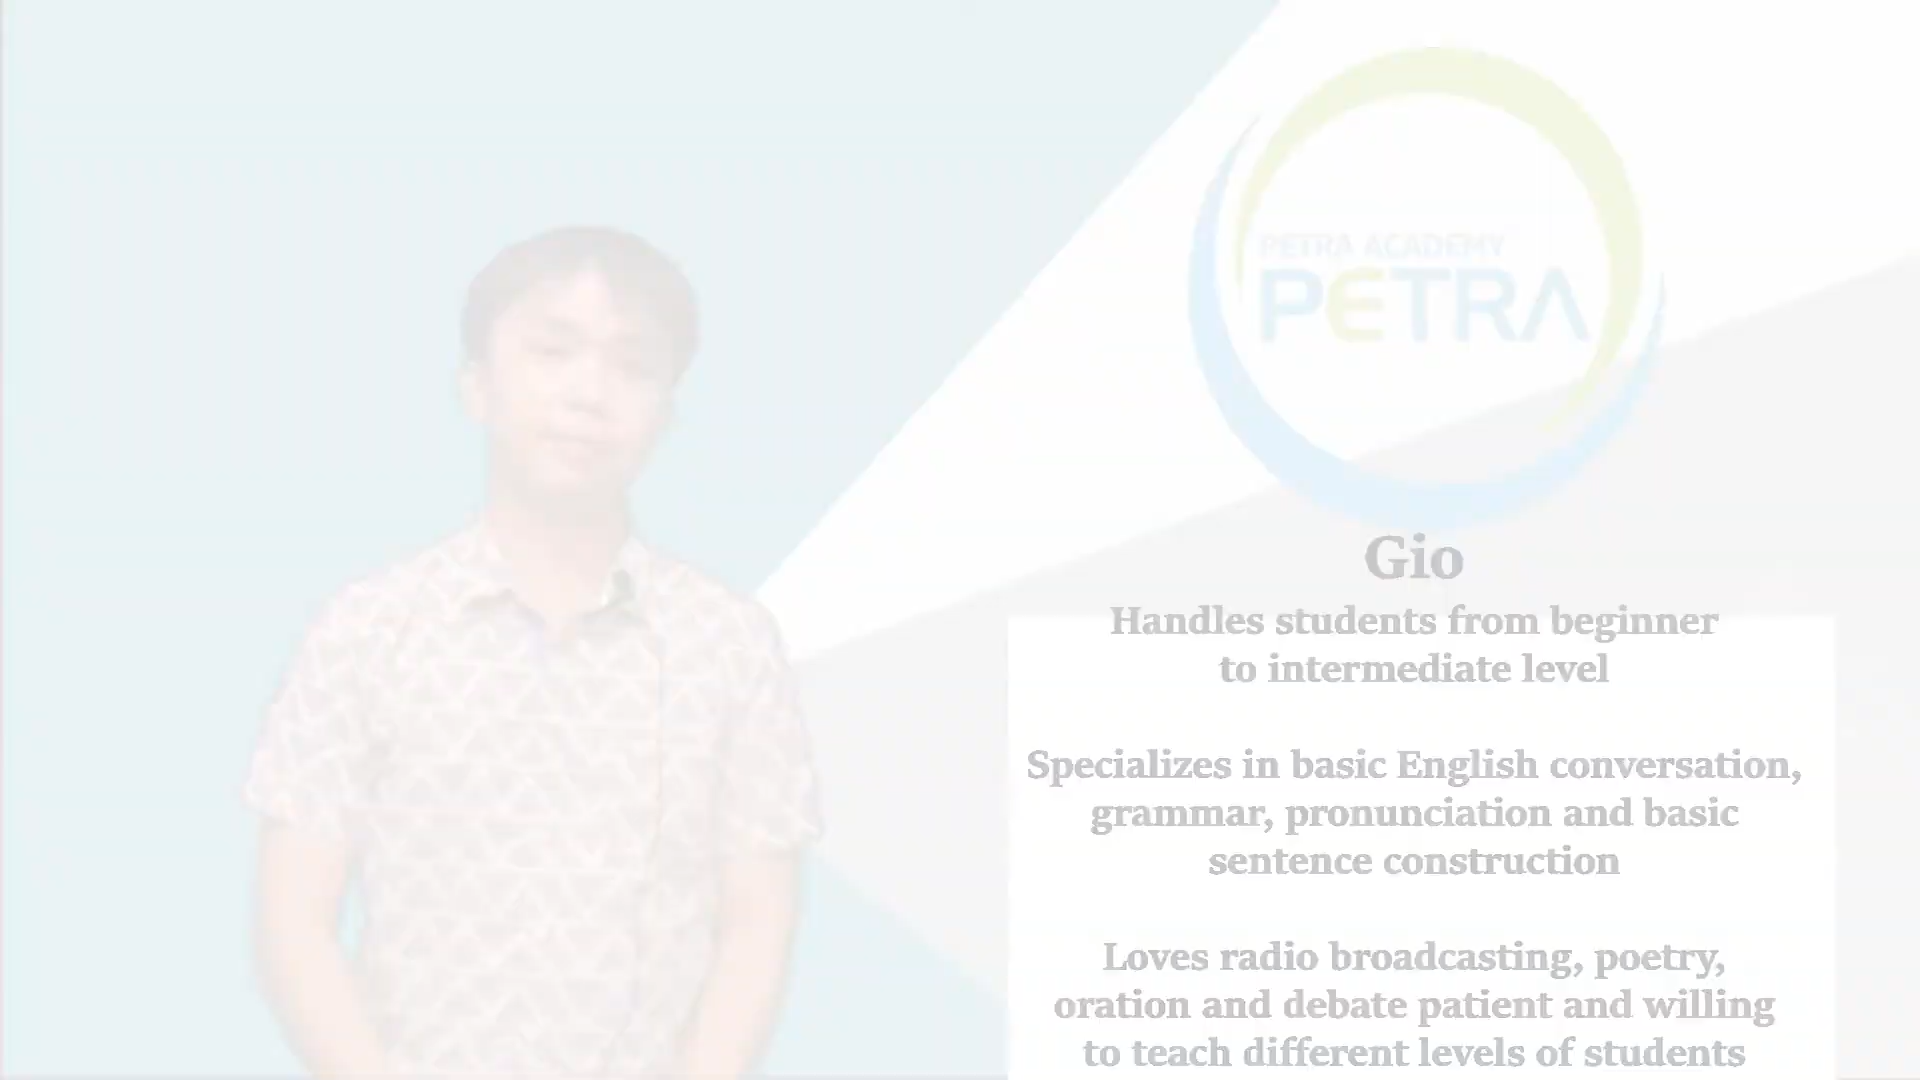 PETRA ACADEMY
PETRA
Gio
Handles students from beginner
to intermediate level
Specializes in basic English conversation,
grammar, pronunciation and basic
sentence construction
Loves radio broadcasting, poetry,
oration and debate patient and willing
to teach different levels of students